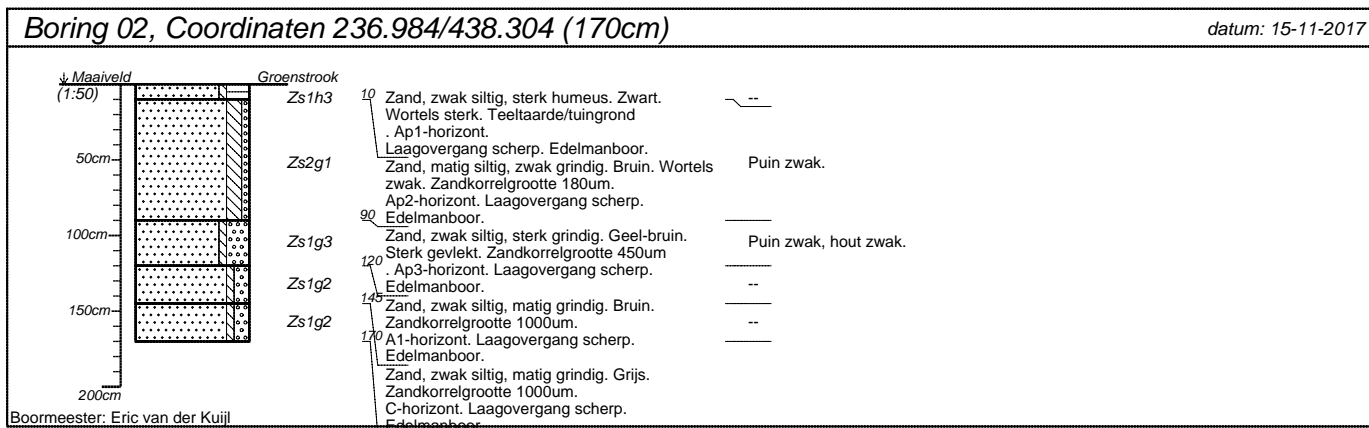 Boring 02, Coordinaten 236.984/438.304 (170cm)
datum: 15-11-2017
Maaiveld
Groenstrook
(1:50)
Zs1h3
10
Zand, zwak siltig, sterk humeus. Zwart.
--
Wortels sterk. Teeltaarde/tuingrond
. Ap1-horizont.
Laagovergang scherp. Edelmanboor.
50cm
Zs2g1
Zand, matig siltig, zwak grindig. Bruin. Wortels
Puin zwak.
zwak. Zandkorrelgrootte 180um.
Ap2-horizont. Laagovergang scherp.
90
Edelmanboor.
100cm
Zs1g3
Zand, zwak siltig, sterk grindig. Geel-bruin.
Puin zwak, hout zwak.
Sterk gevlekt. Zandkorrelgrootte 450um
120
. Ap3-horizont. Laagovergang scherp.
Zs1g2
Edelmanboor.
--
145
Zand, zwak siltig, matig grindig. Bruin.
150cm
Zs1g2
Zandkorrelgrootte 1000um.
--
170
A1-horizont. Laagovergang scherp.
Edelmanboor.
Zand, zwak siltig, matig grindig. Grijs.
200cm
Zandkorrelgrootte 1000um.
C-horizont. Laagovergang scherp.
Edelmanboor.
Boormeester: Eric van der Kuijl